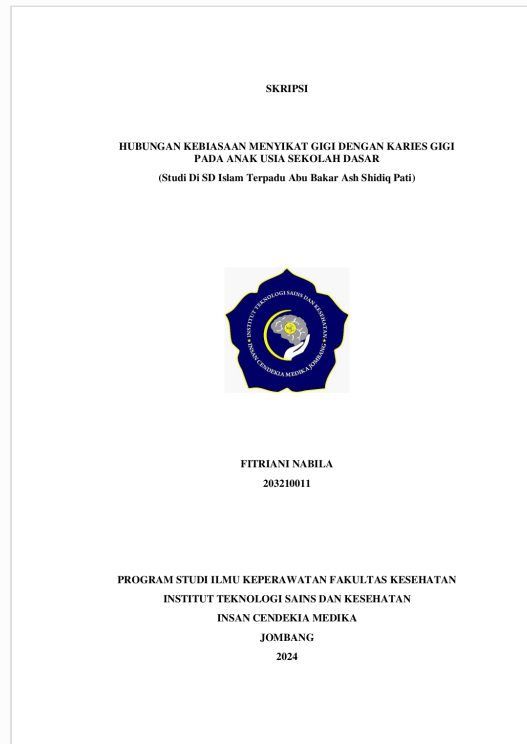 SKRIPSI
HUBUNGAN KEBIASAAN MENYIKAT GIGI DENGAN KARIES GIGI
PADA ANAK USIA SEKOLAH DASAR
(Studi Di SD Islam Terpadu Abu Bakar Ash Shidiq Pati)
INSTITUT TEKNOLOGI SAINS DAN KESEHATAN
INSAN CENDEKIA MEDIKA JOMBANG
FITRIANI NABILA
203210011
PROGRAM STUDI ILMU KEPERAWATAN FAKULTAS KESEHATAN
INSTITUT TEKNOLOGI SAINS DAN KESEHATAN
INSAN CENDEKIA MEDIKA
JOMBANG
2024